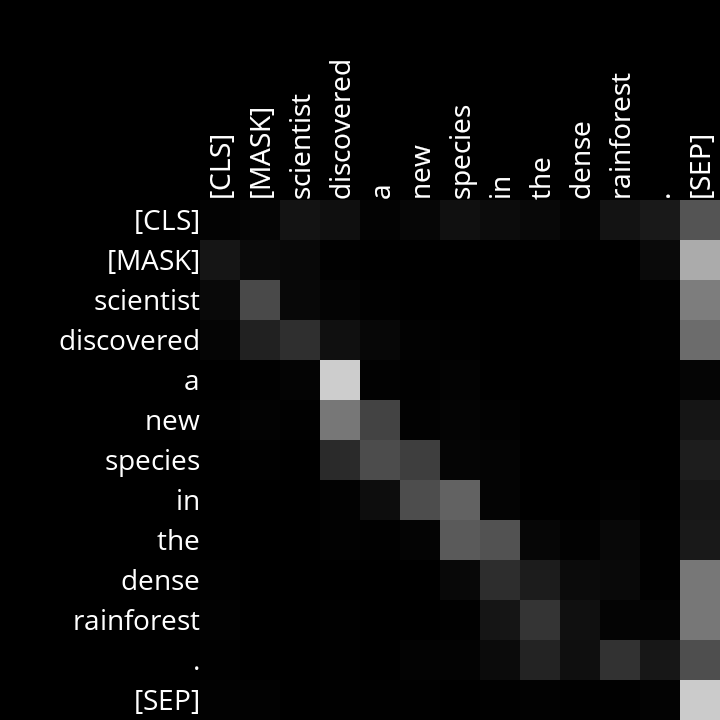 [CLS]
[MASK]
scientist
discovered
a
new
species
in
the
dense
rainforest
.
[SEP]
[CLS]
[MASK]
scientist
discovered
a
new
species
in
the
dense
rainforest
.
[SEP]